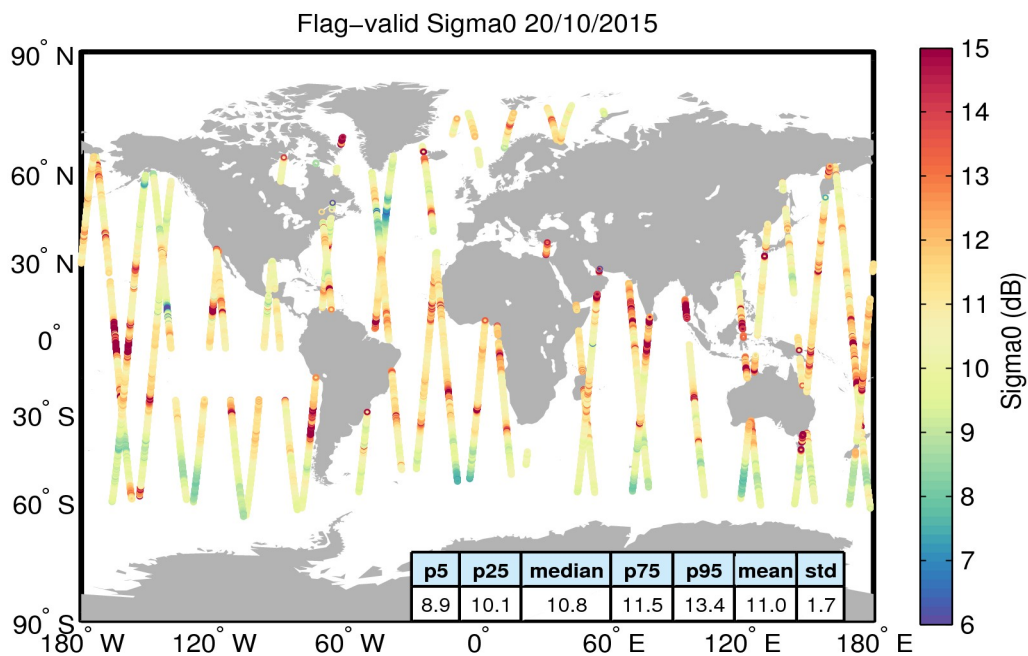 Flag−valid Sigma0 20/10/2015
90° N
60° N
30° N
0°
30° S
60° S
90° S
180° W
120° W
60° W
0°
60° E
120° E
180° E
p5 p25 median p75 p95 mean std
8.9 10.1 10.8 11.5 13.4 11.0 1.7
15
14
13
12
11
10
9
8
7
6
Sigma0 (dB)